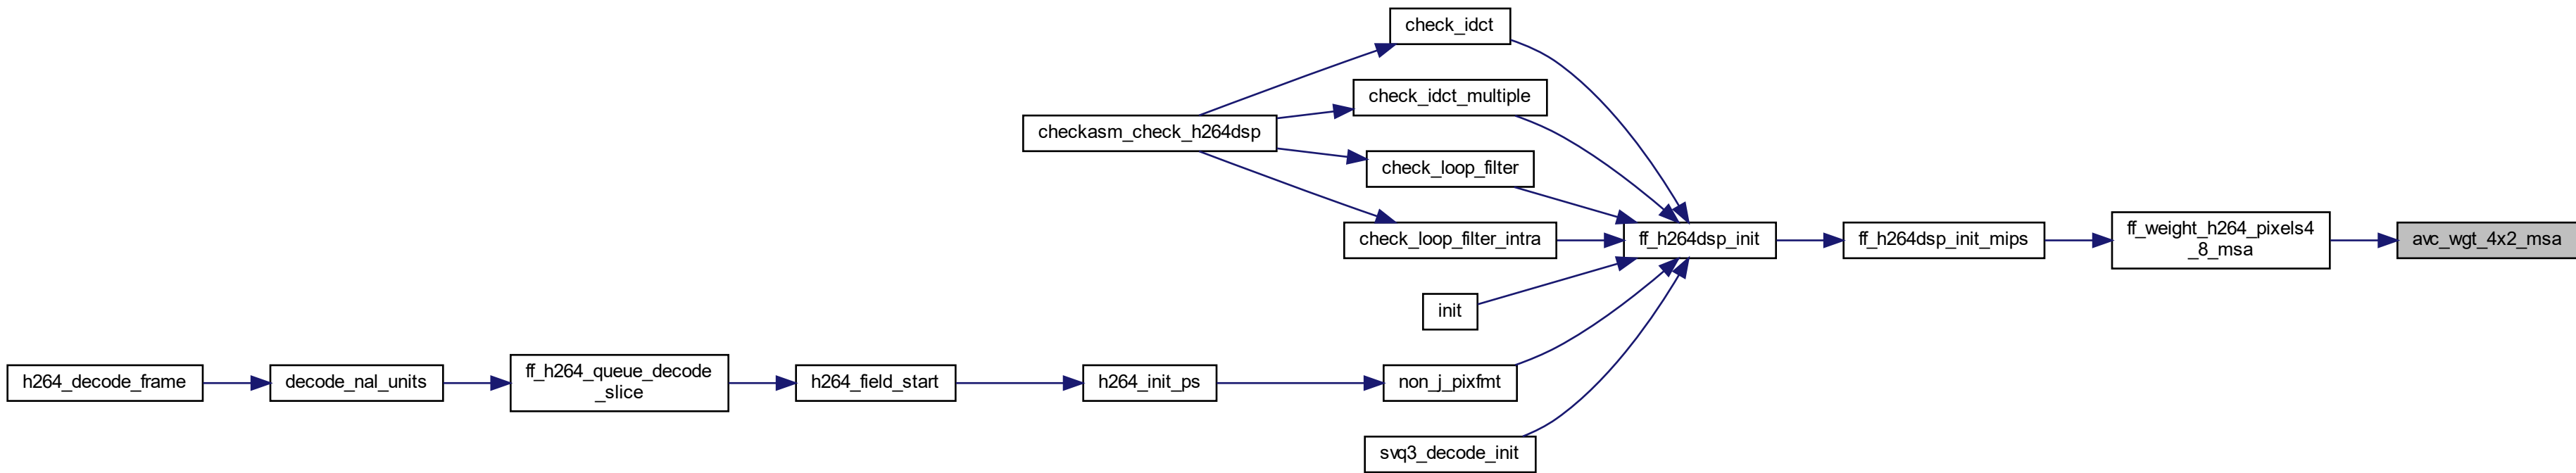 check_idct
check_idct_multiple
checkasm_check_h264dsp
check_loop_filter
check_loop_filter_intra
ff_h264dsp_init
ff_h264dsp_init_mips
ff_weight_h264_pixels4
_8_msa
avc_wgt_4x2_msa
init
h264_decode_frame
decode_nal_units
ff_h264_queue_decode
_slice
h264_field_start
h264_init_ps
non_j_pixfmt
svq3_decode_init